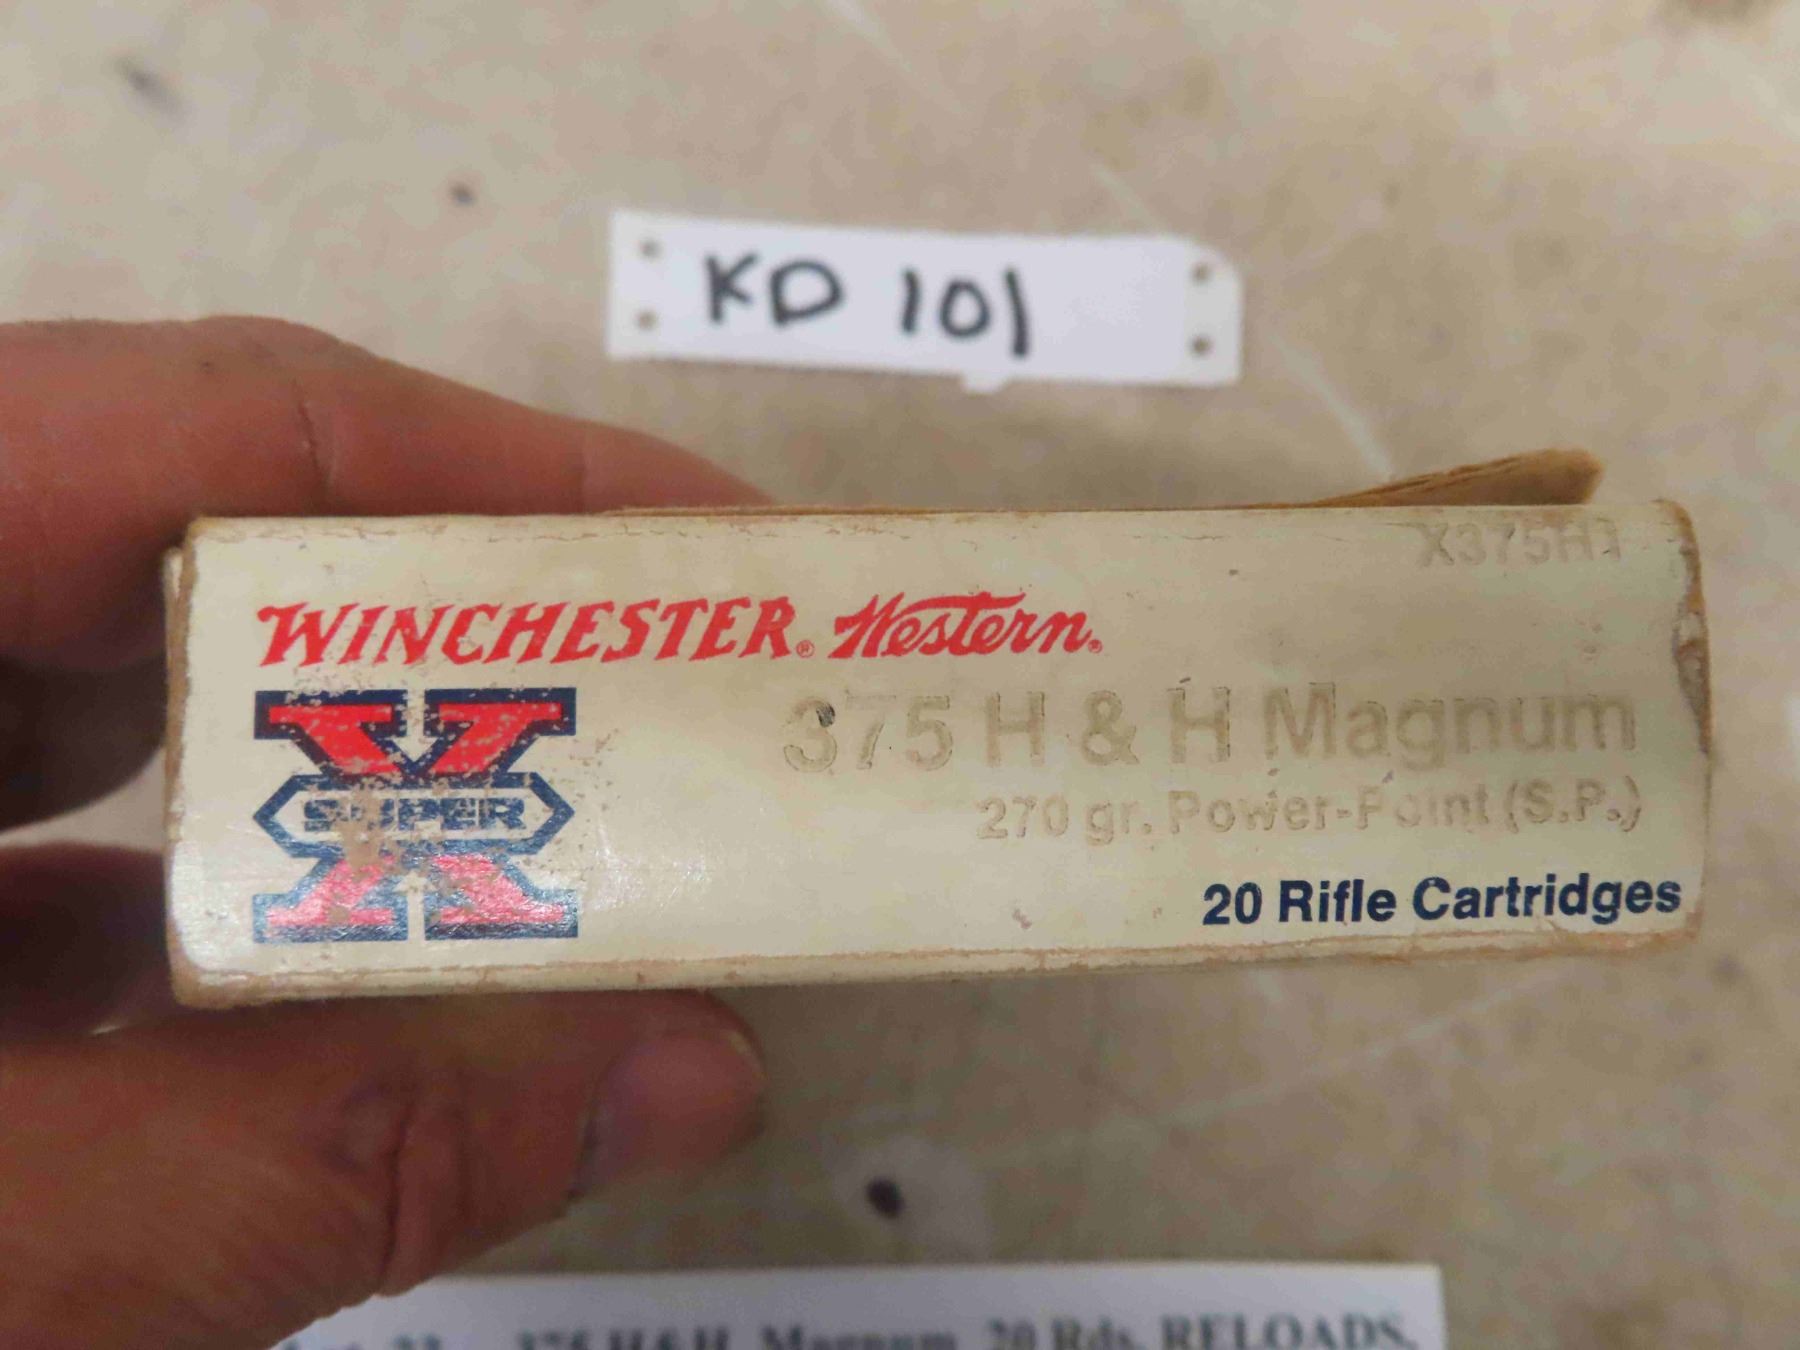 KD 101
X375H1
WINCHESTER® Western®
SUPER
X
375 H & H Magnum
270 gr. Power-Point (S.P.)
20 Rifle Cartridges
375 H&H Magnum 20 Rds. RELOADS,